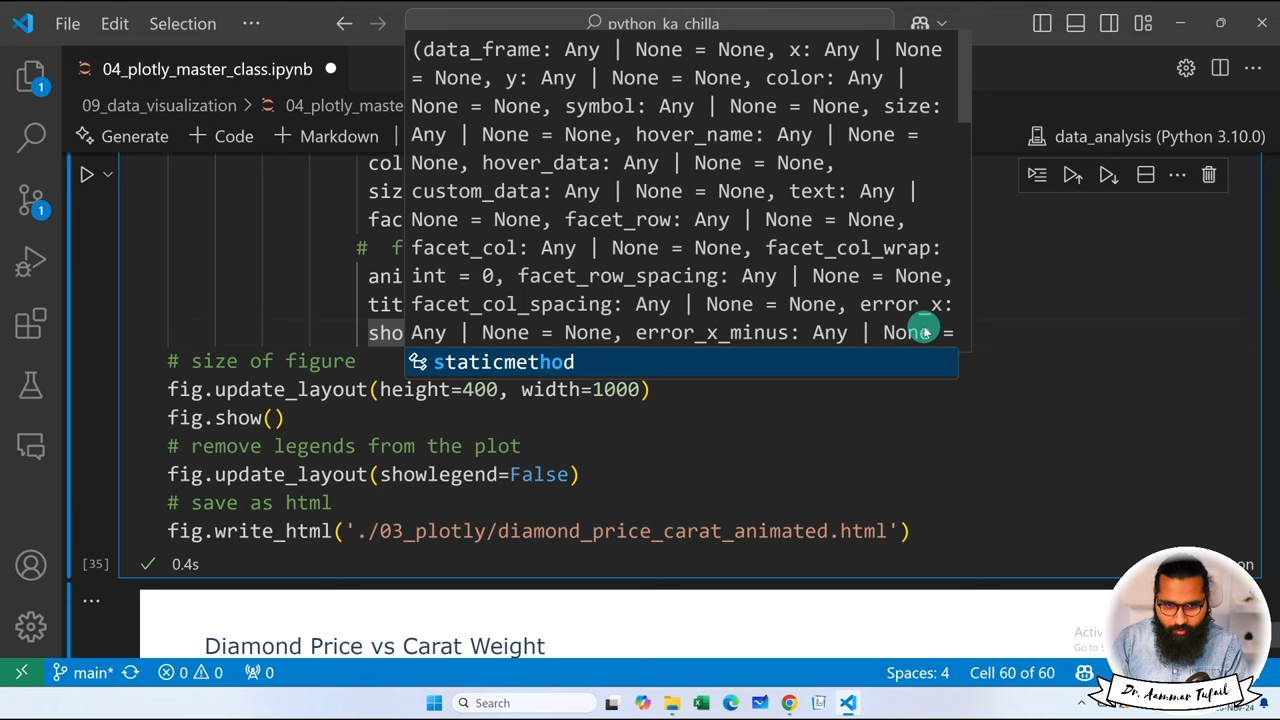 File Edit Selection ··· python_ka_chilla
04_plotly_master_class.ipynb
09_data_visualization > 04_plotly_maste
Generate + Code + Markdown data_analysis (Python 3.10.0)
(data_frame: Any | None = None, x: Any | None
= None, y: Any | None = None, color: Any |
None = None, symbol: Any | None = None, size:
Any | None = None, hover_name: Any | None =
None, hover_data: Any | None = None,
custom_data: Any | None = None, text: Any |
None = None, facet_row: Any | None = None,
facet_col: Any | None = None, facet_col_wrap:
int = 0, facet_row_spacing: Any | None = None,
facet_col_spacing: Any | None = None, error_x:
Any | None = None, error_x_minus: Any | None =
staticmethod
col
siz
fac
# f
ani
tit
sho
# size of figure
fig.update_layout(height=400, width=1000)
fig.show()
# remove legends from the plot
fig.update_layout(showlegend=False)
# save as html
fig.write_html('./03_plotly/diamond_price_carat_animated.html')
[35] 0.4s
Diamond Price vs Carat Weight
1
1
main* 0 0 0 Spaces: 4 Cell 60 of 60
Search
Dr. Aammar Tufail